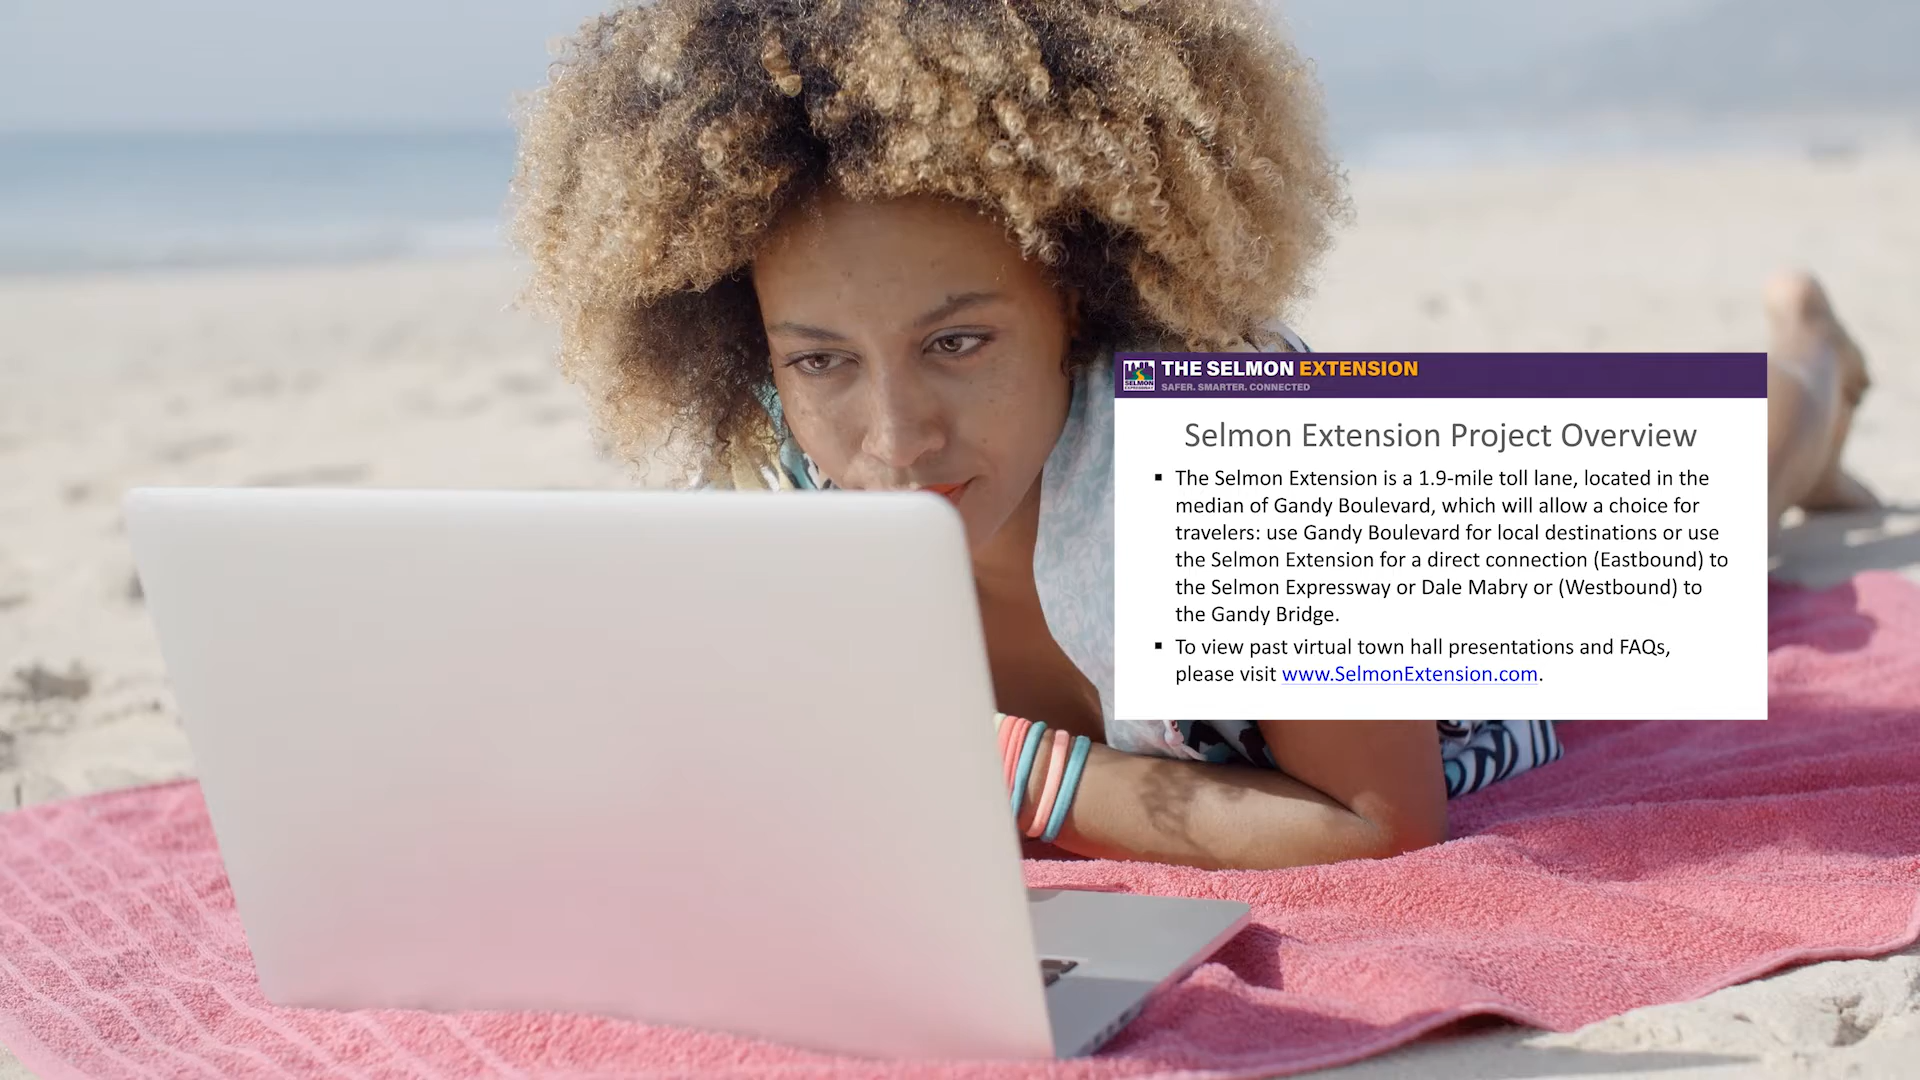 SELMON
EXPRESSWAY
THE SELMON EXTENSION
SAFER. SMARTER. CONNECTED
Selmon Extension Project Overview
▪ The Selmon Extension is a 1.9-mile toll lane, located in the
median of Gandy Boulevard, which will allow a choice for
travelers: use Gandy Boulevard for local destinations or use
the Selmon Extension for a direct connection (Eastbound) to
the Selmon Expressway or Dale Mabry or (Westbound) to
the Gandy Bridge.
▪ To view past virtual town hall presentations and FAQs,
please visit www.SelmonExtension.com.